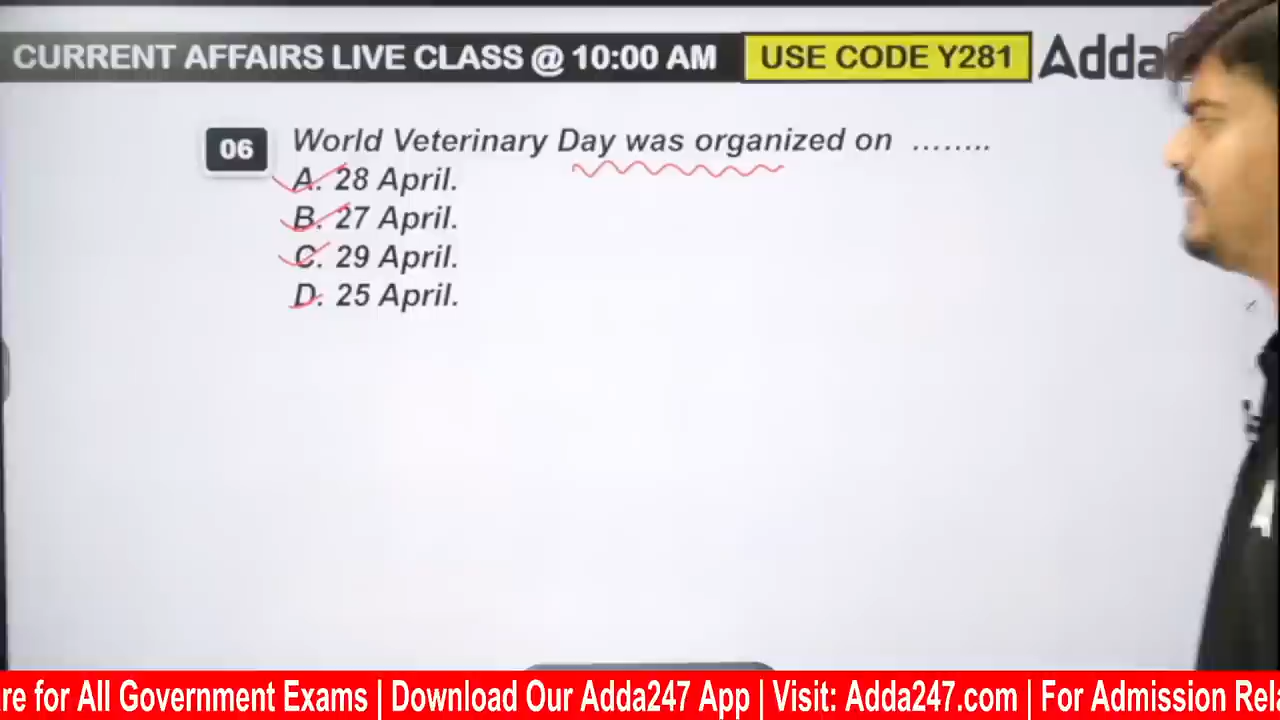 CURRENT AFFAIRS LIVE CLASS @ 10:00 AM
USE CODE Y281
Adda
06
World Veterinary Day was organized on ........
A. 28 April.
B. 27 April.
C. 29 April.
D. 25 April.
for All Government Exams | Download Our Adda247 App | Visit: Adda247.com | For Admission